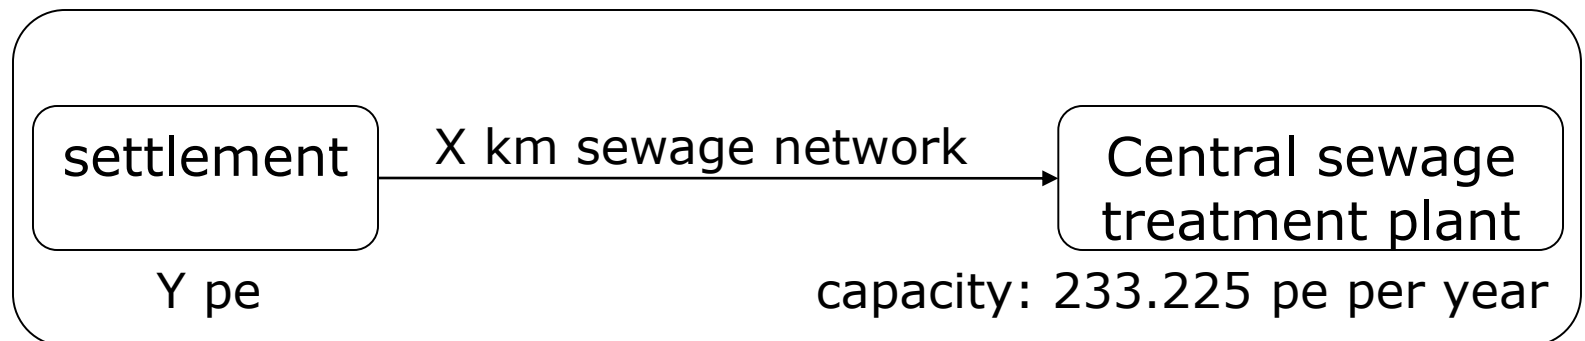 settlement
X km sewage network
Central sewage
treatment plant
Y pe
capacity: 233.225 pe per year